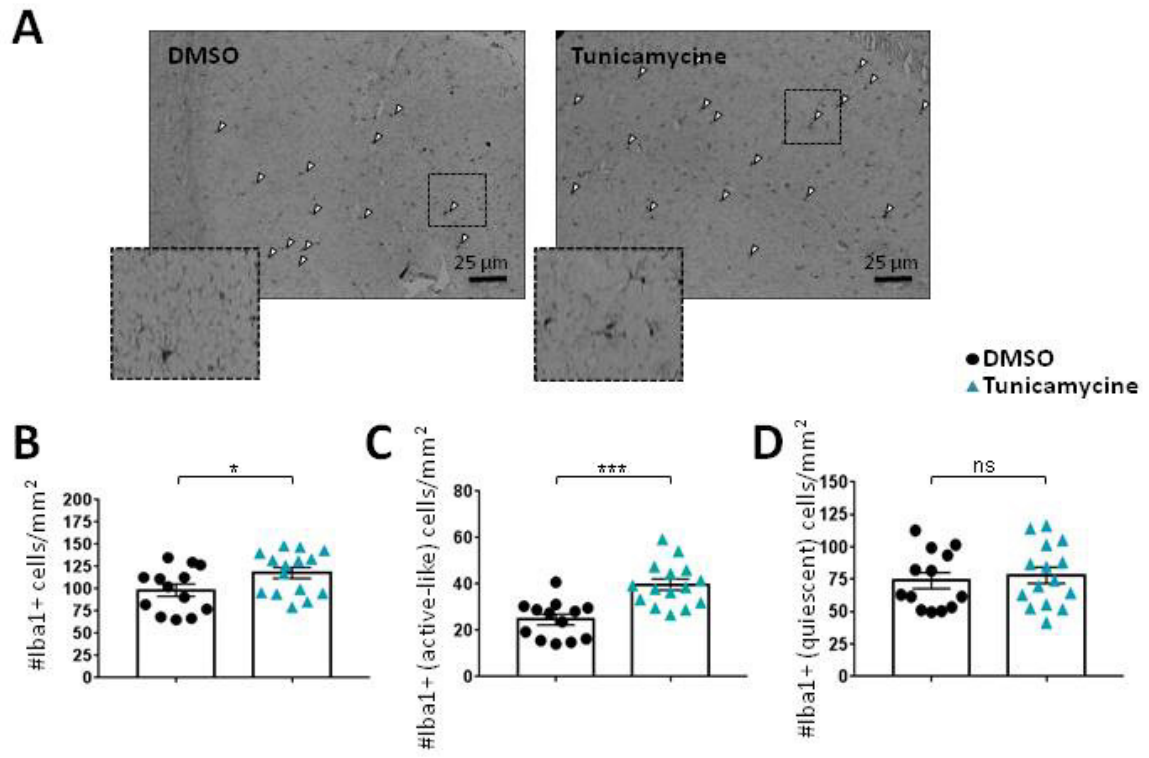 A
DMSO
Tunicamycine
25 µm
25 µm
DMSO
Tunicamycine
B
#Iba1+ cells/mm²
*
200
175
150
125
100
75
50
25
0
C
#Iba1+ (active-like) cells/mm²
***
80
60
40
20
0
D
#Iba1+ (quiescent) cells/mm²
ns
150
125
100
75
50
25
0